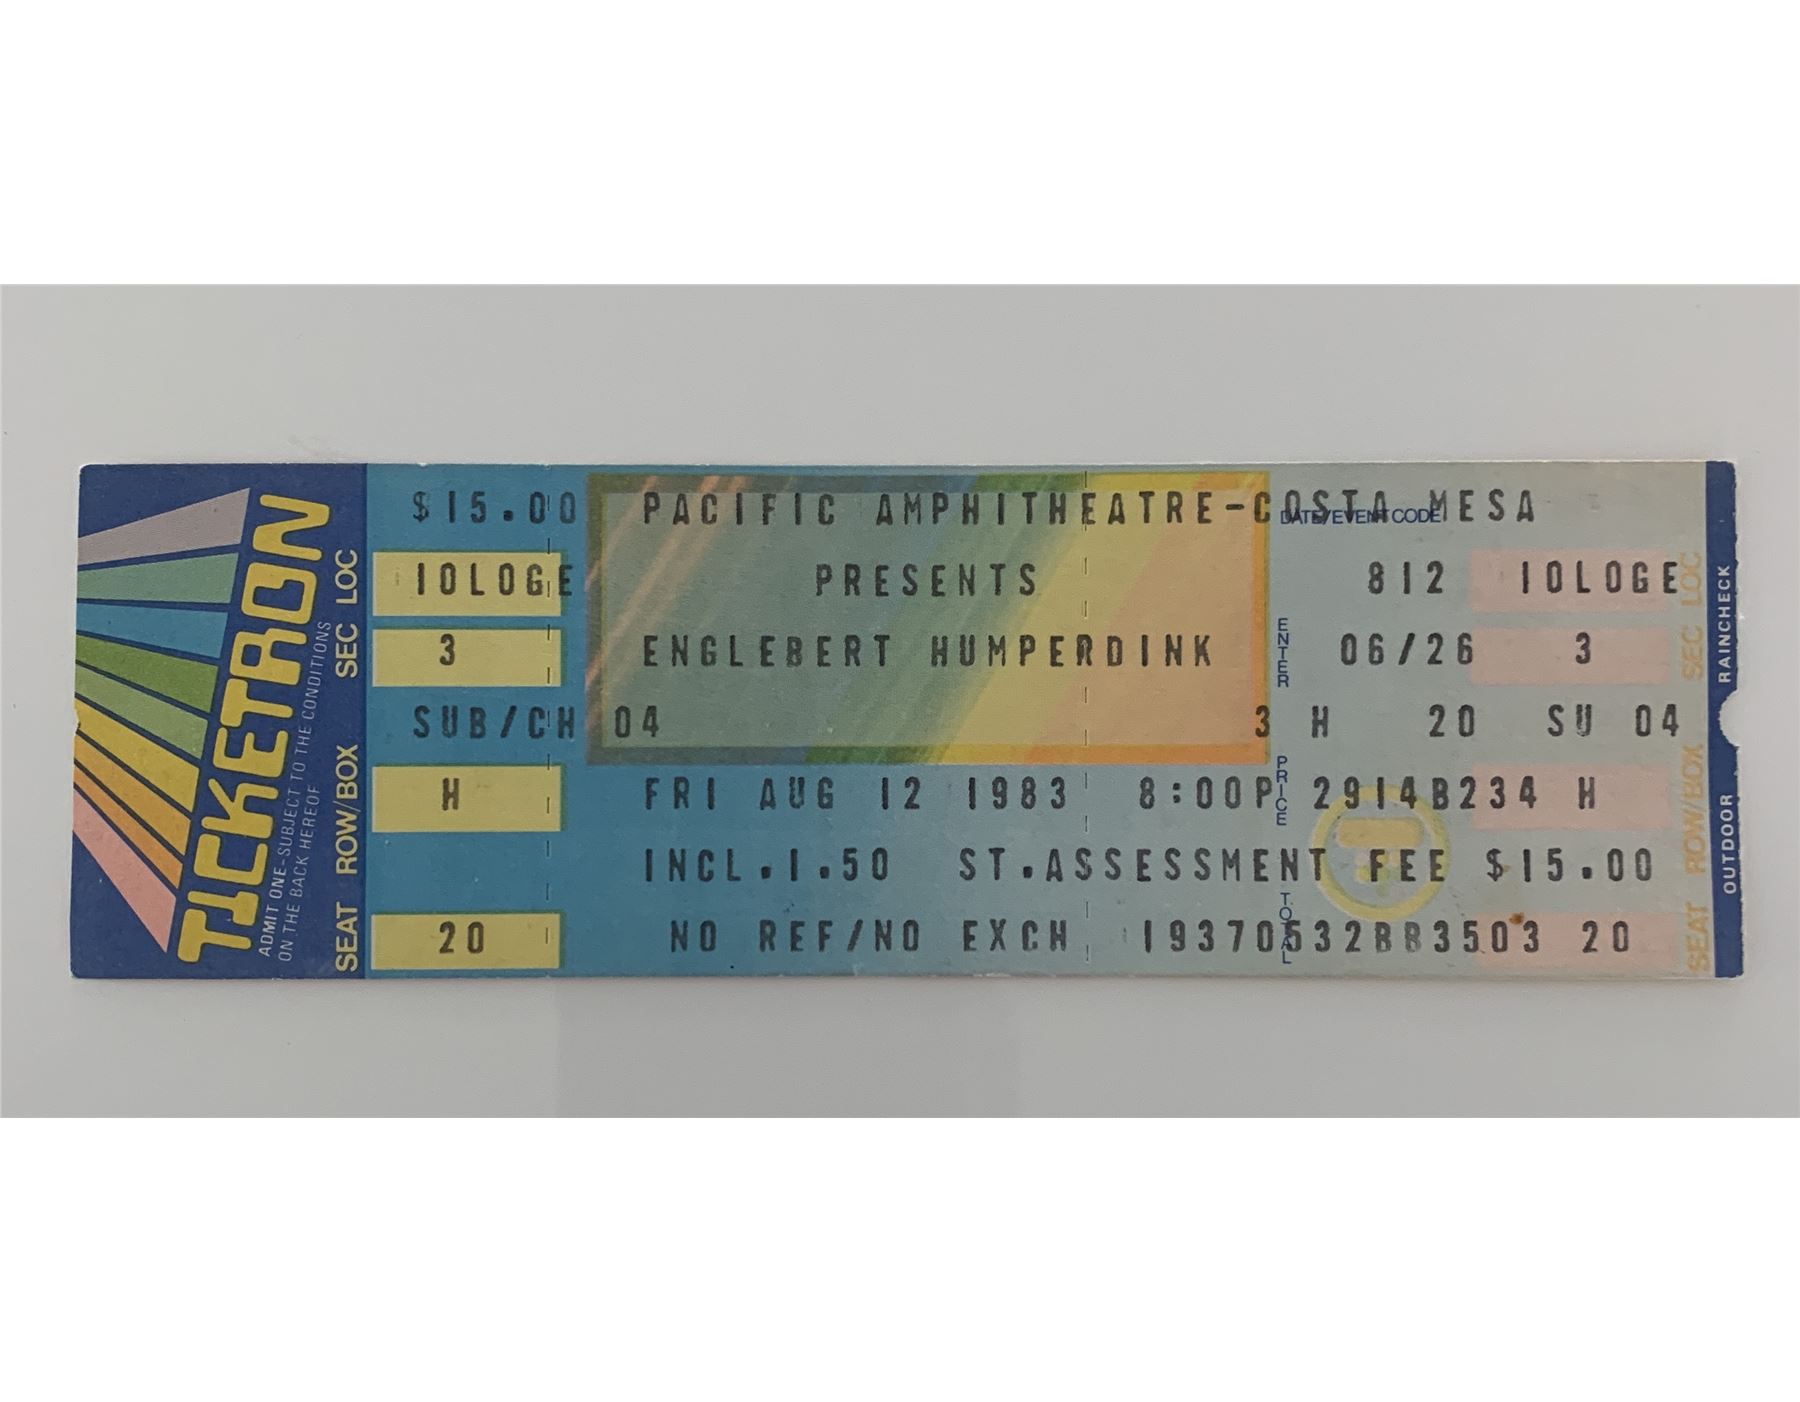 TICKETRON
ADMIT ONE-SUBJECT TO THE CONDITIONS
ON THE BACK HEREOF
SEAT ROW/BOX SEC LOC
$15.00 PACIFIC AMPHITHEATRE-COSTA MESA
DATE/EVENT CODE
10LOGE PRESENTS 812 10LOGE
3 ENGLEBERT HUMPERDINK ENTER 06/26 3
SUB/CH 04 3 H 20 SU 04
H FRI AUG 12 1983 8:00P PRICE 2914B234 H
INCL.1.50 ST.ASSESSMENT FEE $15.00
20 NO REF/NO EXCH TOTAL 19370532BB3503 20
SEAT ROW/BOX SEC LOC
OUTDOOR RAINCHECK